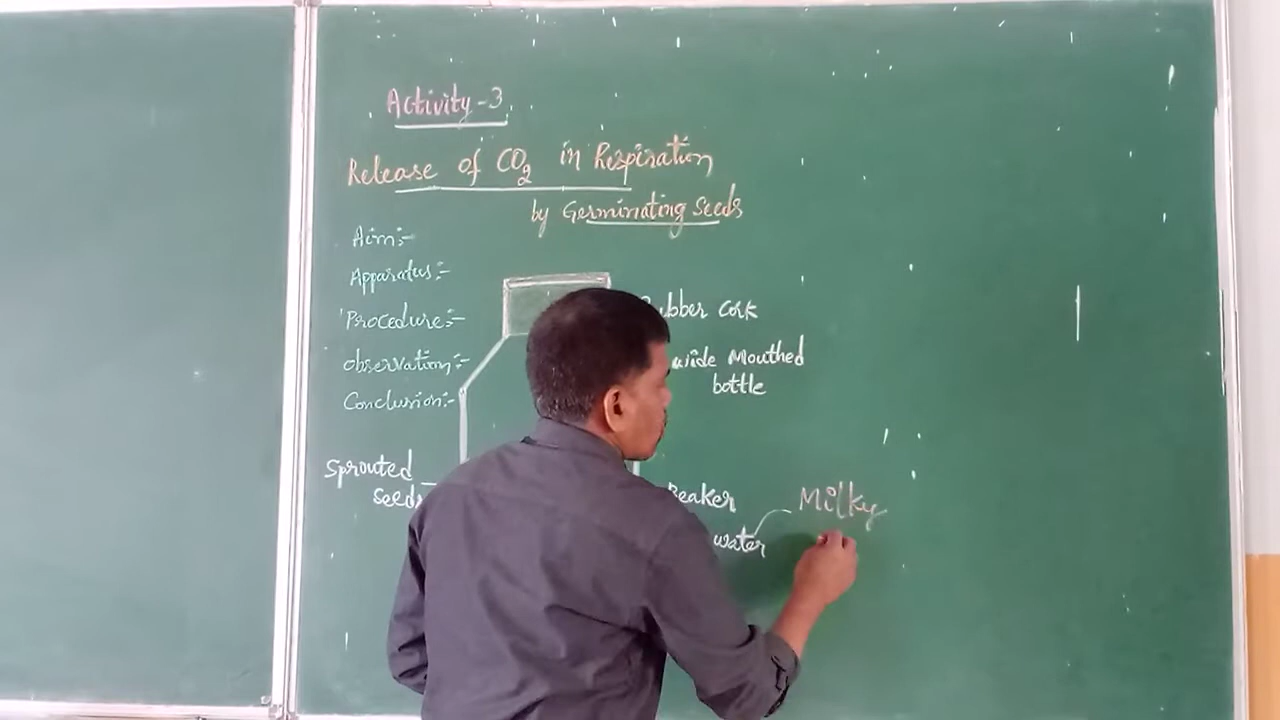 Activity-3
Release of CO2 in Respiration
by Germinating Seeds
Aim:-
Apparatus:-
Procedure:-
Observation:-
Conclusion:-
Sprouted
seeds
Rubber Cork
wide Mouthed
bottle
Beaker
water
Milky